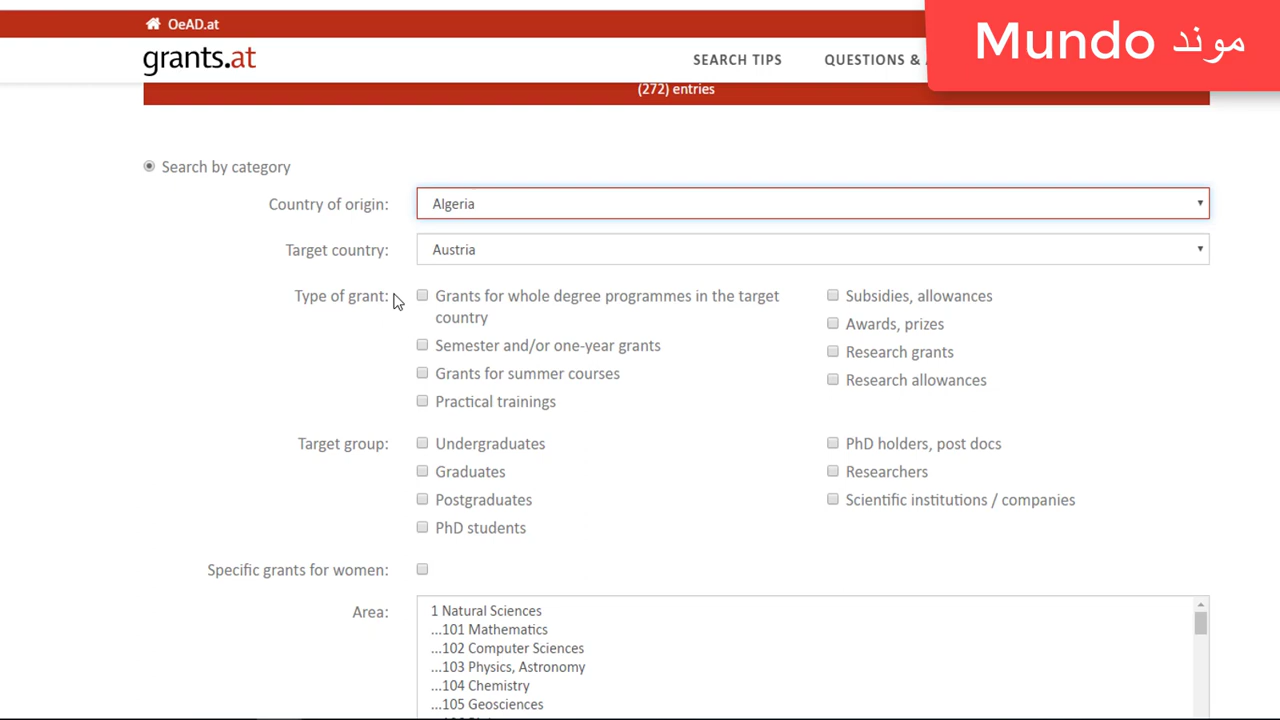 OeAD.at
grants.at
SEARCH TIPS
QUESTIONS &
Mundo موند
(272) entries
Search by category
Country of origin:
Algeria
Target country:
Austria
Type of grant:
Grants for whole degree programmes in the target
country
Semester and/or one-year grants
Grants for summer courses
Practical trainings
Subsidies, allowances
Awards, prizes
Research grants
Research allowances
Target group:
Undergraduates
Graduates
Postgraduates
PhD students
PhD holders, post docs
Researchers
Scientific institutions / companies
Specific grants for women:
Area:
1 Natural Sciences
...101 Mathematics
...102 Computer Sciences
...103 Physics, Astronomy
...104 Chemistry
...105 Geosciences